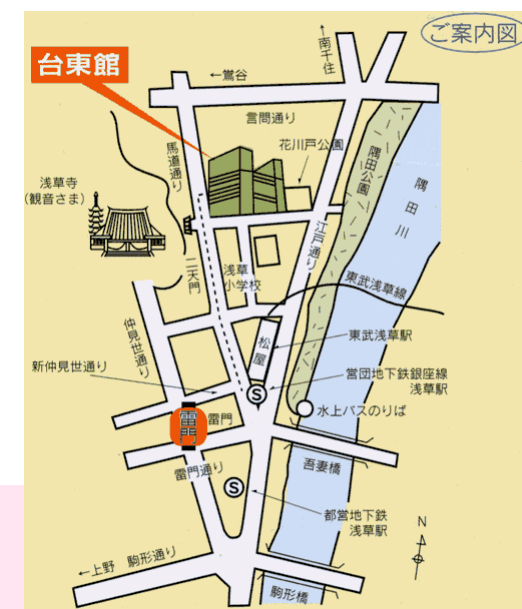 ご案内図
←南千住
台東館
←鶯谷
言問通り
花川戸公園
馬道通り
隅田公園
隅田川
浅草寺
(観音さま)
江戸通り
二天門
浅草
小学校
東武浅草線
仲見世通り
松屋
東武浅草駅
新仲見世通り
営団地下鉄銀座線
浅草駅
S
水上バスのりば
雷門
雷門
雷門通り
吾妻橋
S
都営地下鉄
浅草駅
N
←上野 駒形通り
駒形橋